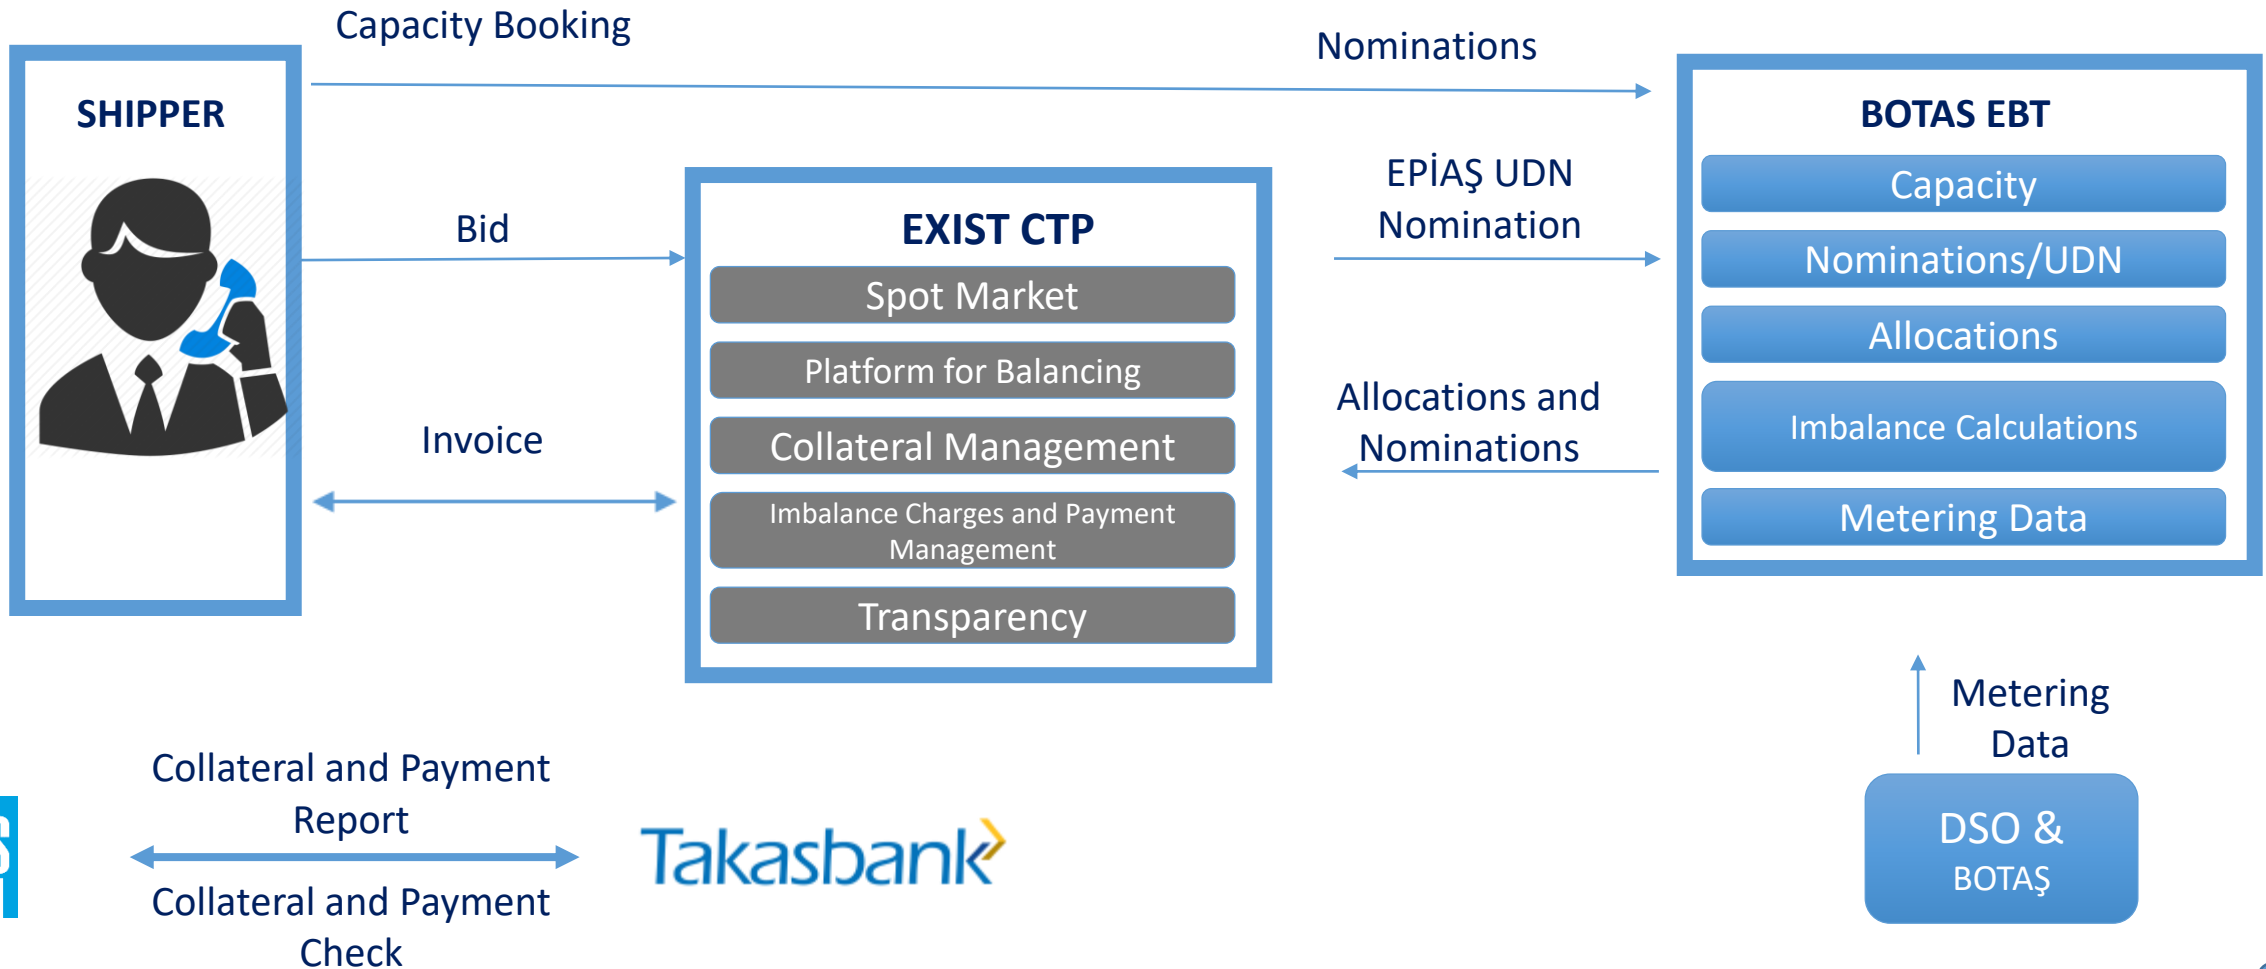 Capacity Booking
Nominations
SHIPPER
BOTAS EBT
Capacity
Nominations/UDN
Allocations
Imbalance Calculations
Metering Data
EPİAŞ UDN
Nomination
Bid
EXIST CTP
Spot Market
Platform for Balancing
Collateral Management
Imbalance Charges and Payment
Management
Transparency
Allocations and
Nominations
Invoice
Metering
Data
DSO &
BOTAŞ
Collateral and Payment
Report
Collateral and Payment
Check
Takasbank